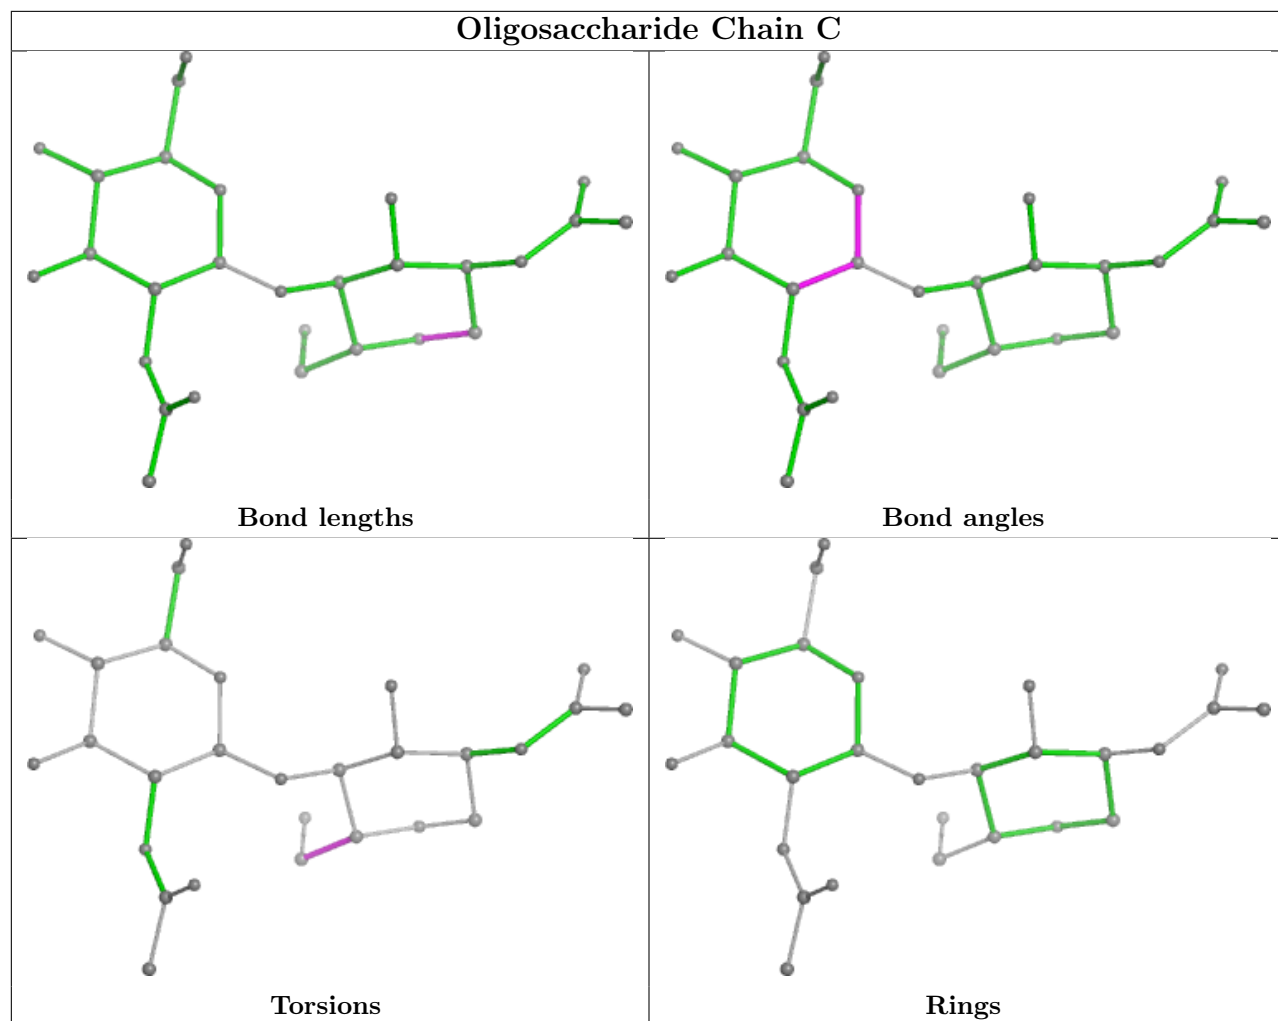 Oligosaccharide Chain C
Bond lengths
Bond angles
Torsions
Rings